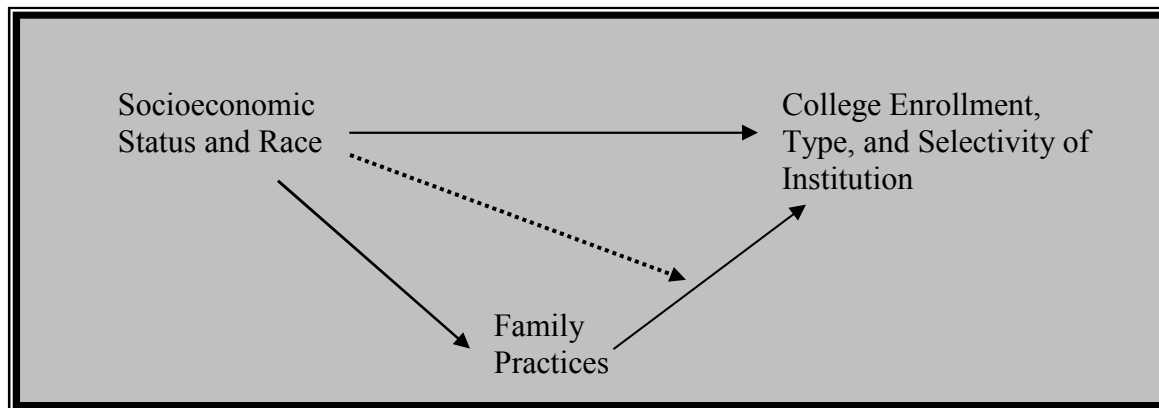 Socioeconomic
Status and Race
College Enrollment,
Type, and Selectivity of
Institution
Family
Practices